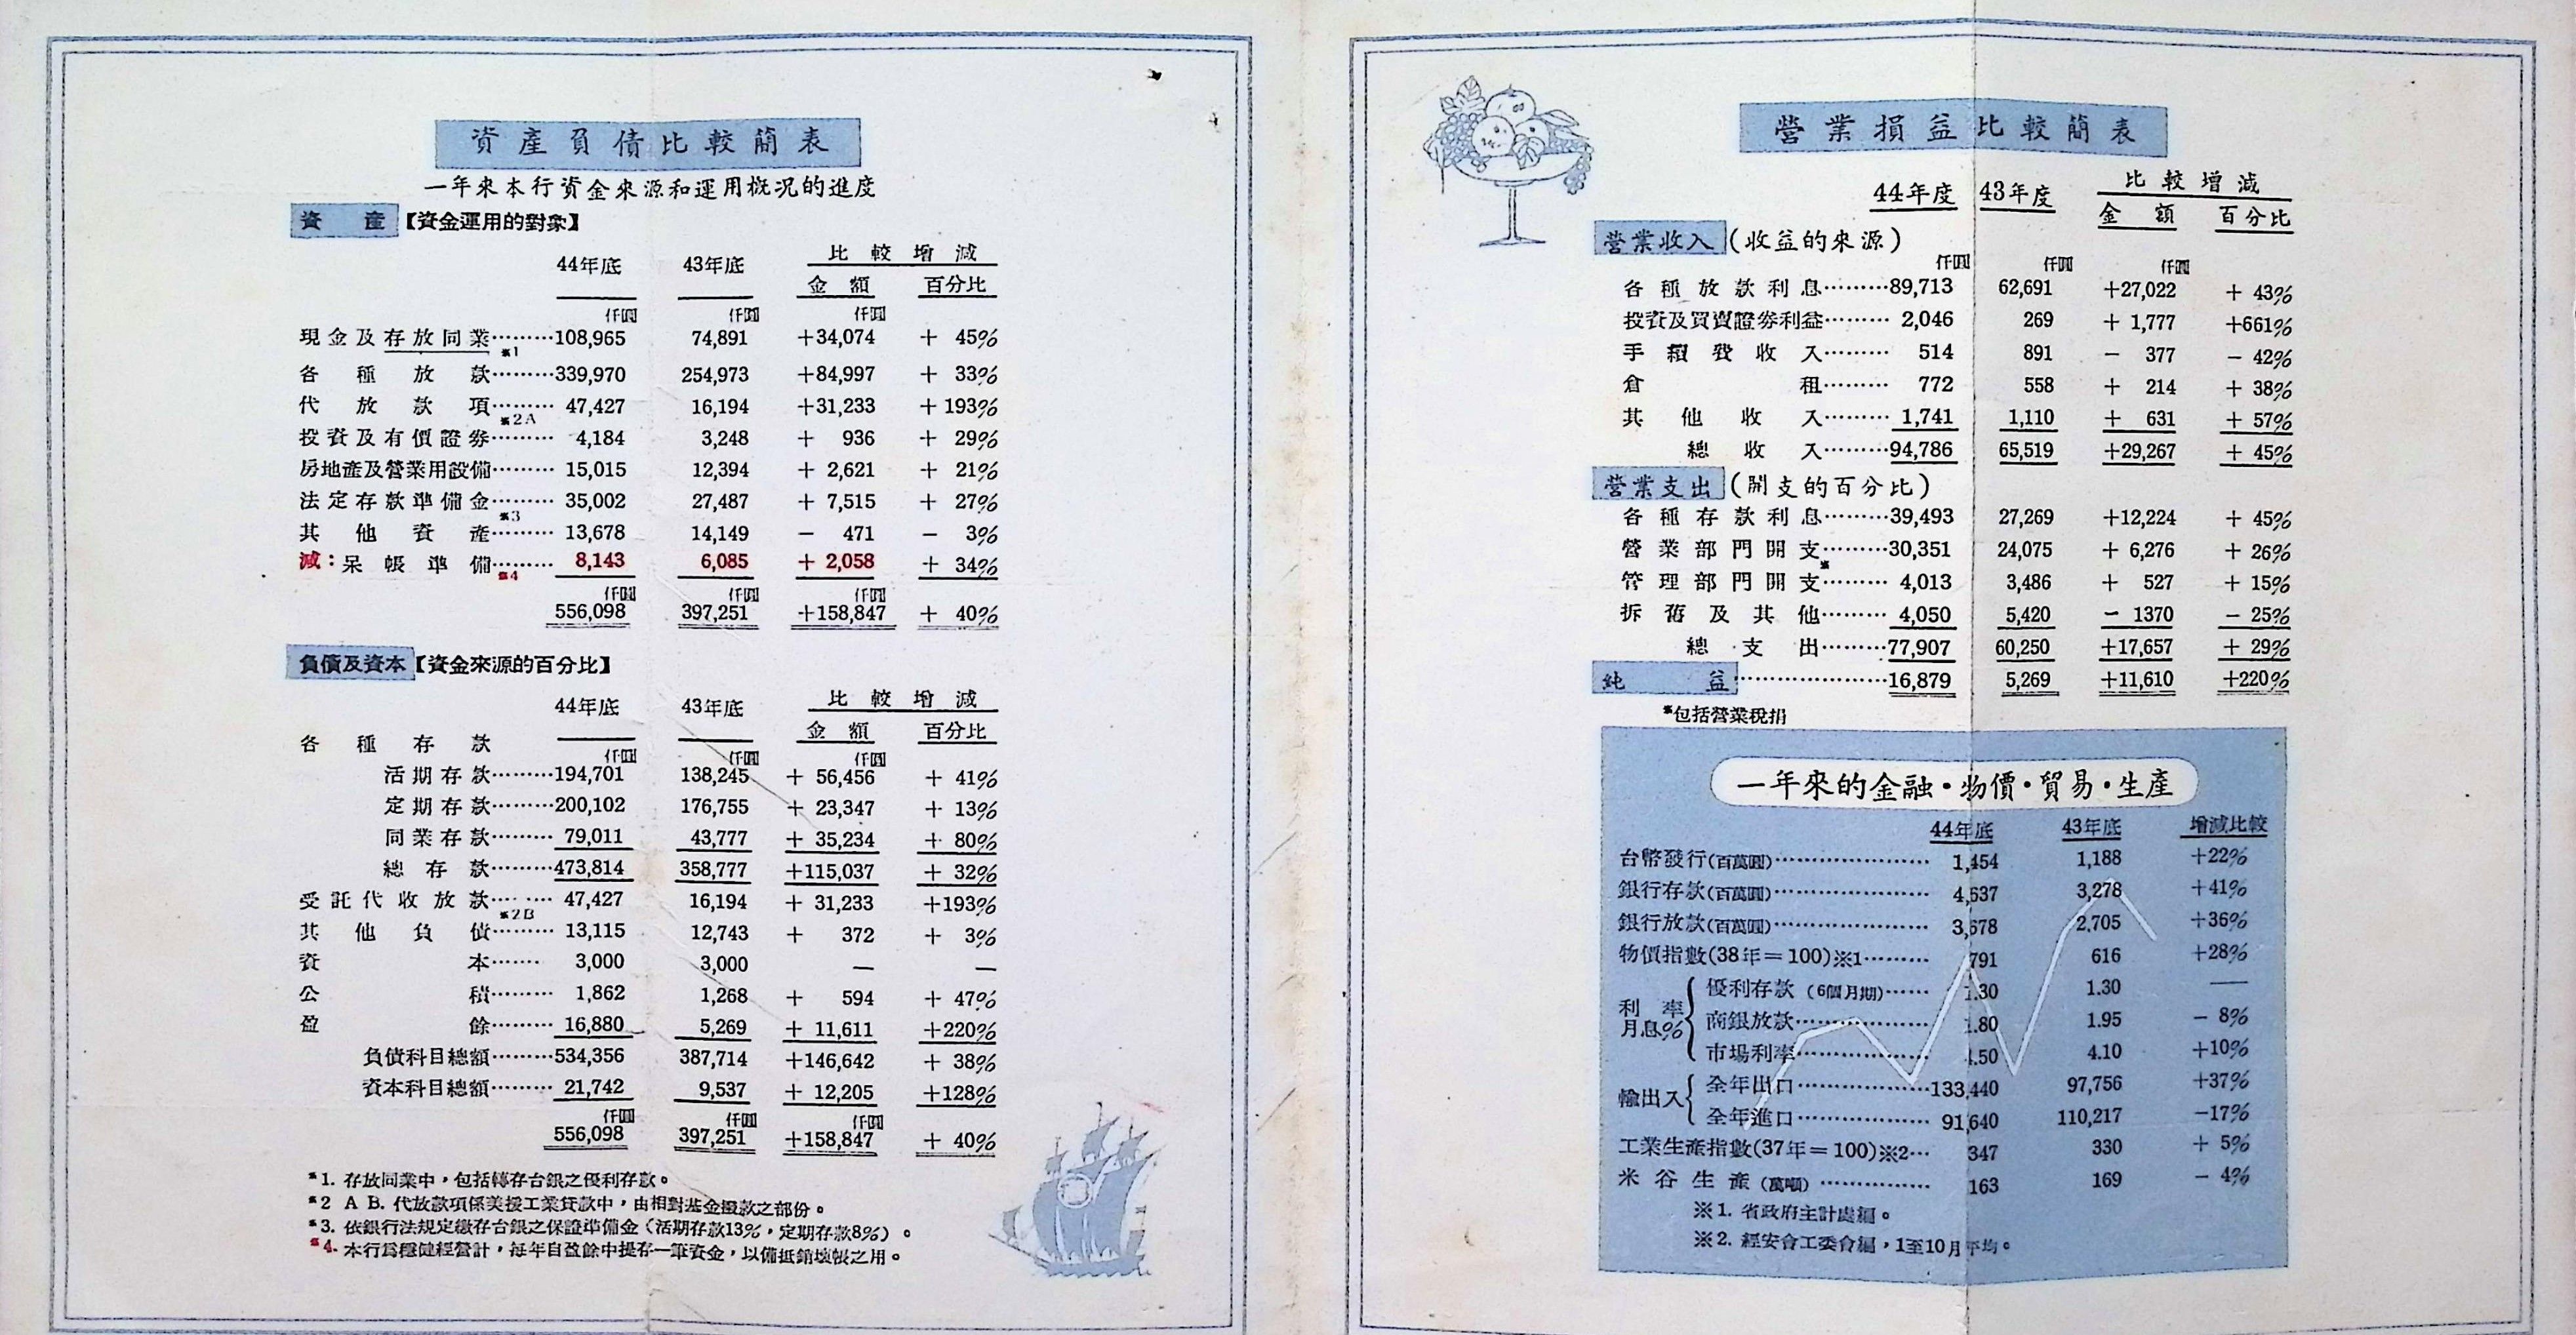 資產負債比較簡表
一年來本行資金來源和運用概況的進度
資產【資金運用的對象】
44年底 43年底 比較增減
金額 百分比
仟圓 仟圓 仟圓
現金及存放同業………108,965 74,891 +34,074 + 45%
※1
各種放款………339,970 254,973 +84,997 + 33%
代放款項……… 47,427 16,194 +31,233 + 193%
※2A
投資及有價證券……… 4,184 3,248 + 936 + 29%
房地產及營業用設備……… 15,015 12,394 + 2,621 + 21%
法定存款準備金……… 35,002 27,487 + 7,515 + 27%
※3
其他資產……… 13,678 14,149 − 471 − 3%
減:呆帳準備……… 8,143 6,085 + 2,058 + 34%
※4
仟圓 仟圓 仟圓
556,098 397,251 +158,847 + 40%
負債及資本【資金來源的百分比】
44年底 43年底 比較增減
金額 百分比
各種存款
仟圓 仟圓 仟圓
活期存款………194,701 138,245 + 56,456 + 41%
定期存款………200,102 176,755 + 23,347 + 13%
同業存款……… 79,011 43,777 + 35,234 + 80%
總存款………473,814 358,777 +115,037 + 32%
受託代收放款……… 47,427 16,194 + 31,233 +193%
※2B
其他負債……… 13,115 12,743 + 372 + 3%
資本……… 3,000 3,000 — —
公積……… 1,862 1,268 + 594 + 47%
盈餘……… 16,880 5,269 + 11,611 +220%
負債科目總額………534,356 387,714 +146,642 + 38%
資本科目總額……… 21,742 9,537 + 12,205 +128%
仟圓 仟圓 仟圓
556,098 397,251 +158,847 + 40%
※1. 存放同業中,包括轉存台銀之優利存款。
※2 A B. 代放款項係美援工業貸款中,由相對基金撥款之部份。
※3. 依銀行法規定繳存台銀之保證準備金(活期存款13%,定期存款8%)。
※4. 本行爲穩健經營計,每年自盈餘中提存一筆資金,以備抵銷壞帳之用。
營業損益比較簡表
44年度 43年度 比較增減
金額 百分比
營業收入(收益的來源)
仟圓 仟圓 仟圓
各種放款利息………89,713 62,691 +27,022 + 43%
投資及買賣證券利益……… 2,046 269 + 1,777 +661%
手續費收入……… 514 891 − 377 − 42%
倉租……… 772 558 + 214 + 38%
其他收入……… 1,741 1,110 + 631 + 57%
總收入………94,786 65,519 +29,267 + 45%
營業支出(開支的百分比)
各種存款利息………39,493 27,269 +12,224 + 45%
營業部門開支………30,351 24,075 + 6,276 + 26%
※
管理部門開支……… 4,013 3,486 + 527 + 15%
拆舊及其他……… 4,050 5,420 − 1370 − 25%
總支出………77,907 60,250 +17,657 + 29%
純益………………16,879 5,269 +11,610 +220%
※包括營業稅捐
一年來的金融・物價・貿易・生產
44年底 43年底 增減比較
台幣發行(百萬圓)………………… 1,454 1,188 +22%
銀行存款(百萬圓)………………… 4,637 3,278 +41%
銀行放款(百萬圓)………………… 3,678 2,705 +36%
物價指數(38年=100)※1……… 791 616 +28%
利率月息%
優利存款(6個月期)…… 1.30 1.30 —
商銀放款……………… 1.80 1.95 − 8%
市場利率……………… 4.50 4.10 +10%
輸出入
全年出口………………133,440 97,756 +37%
全年進口……………… 91,640 110,217 −17%
工業生產指數(37年=100)※2… 347 330 + 5%
米谷生產(萬噸)…………… 163 169 − 4%
※1. 省政府主計處編。
※2. 經安會工委會編,1至10月平均。